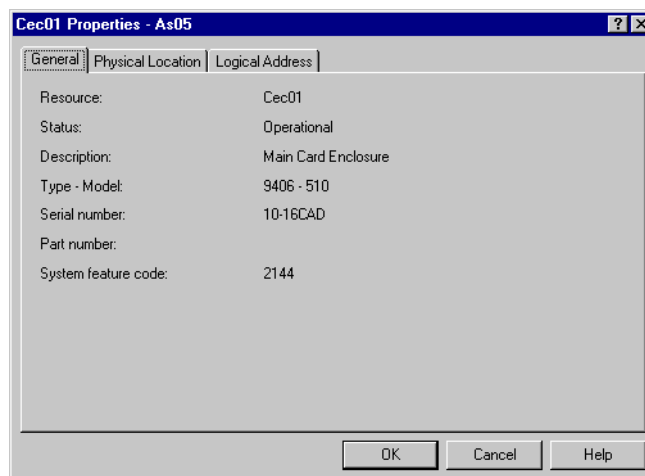 Cec01 Properties - As05
General Physical Location Logical Address
Resource: Cec01
Status: Operational
Description: Main Card Enclosure
Type - Model: 9406 - 510
Serial number: 10-16CAD
Part number:
System feature code: 2144
OK Cancel Help